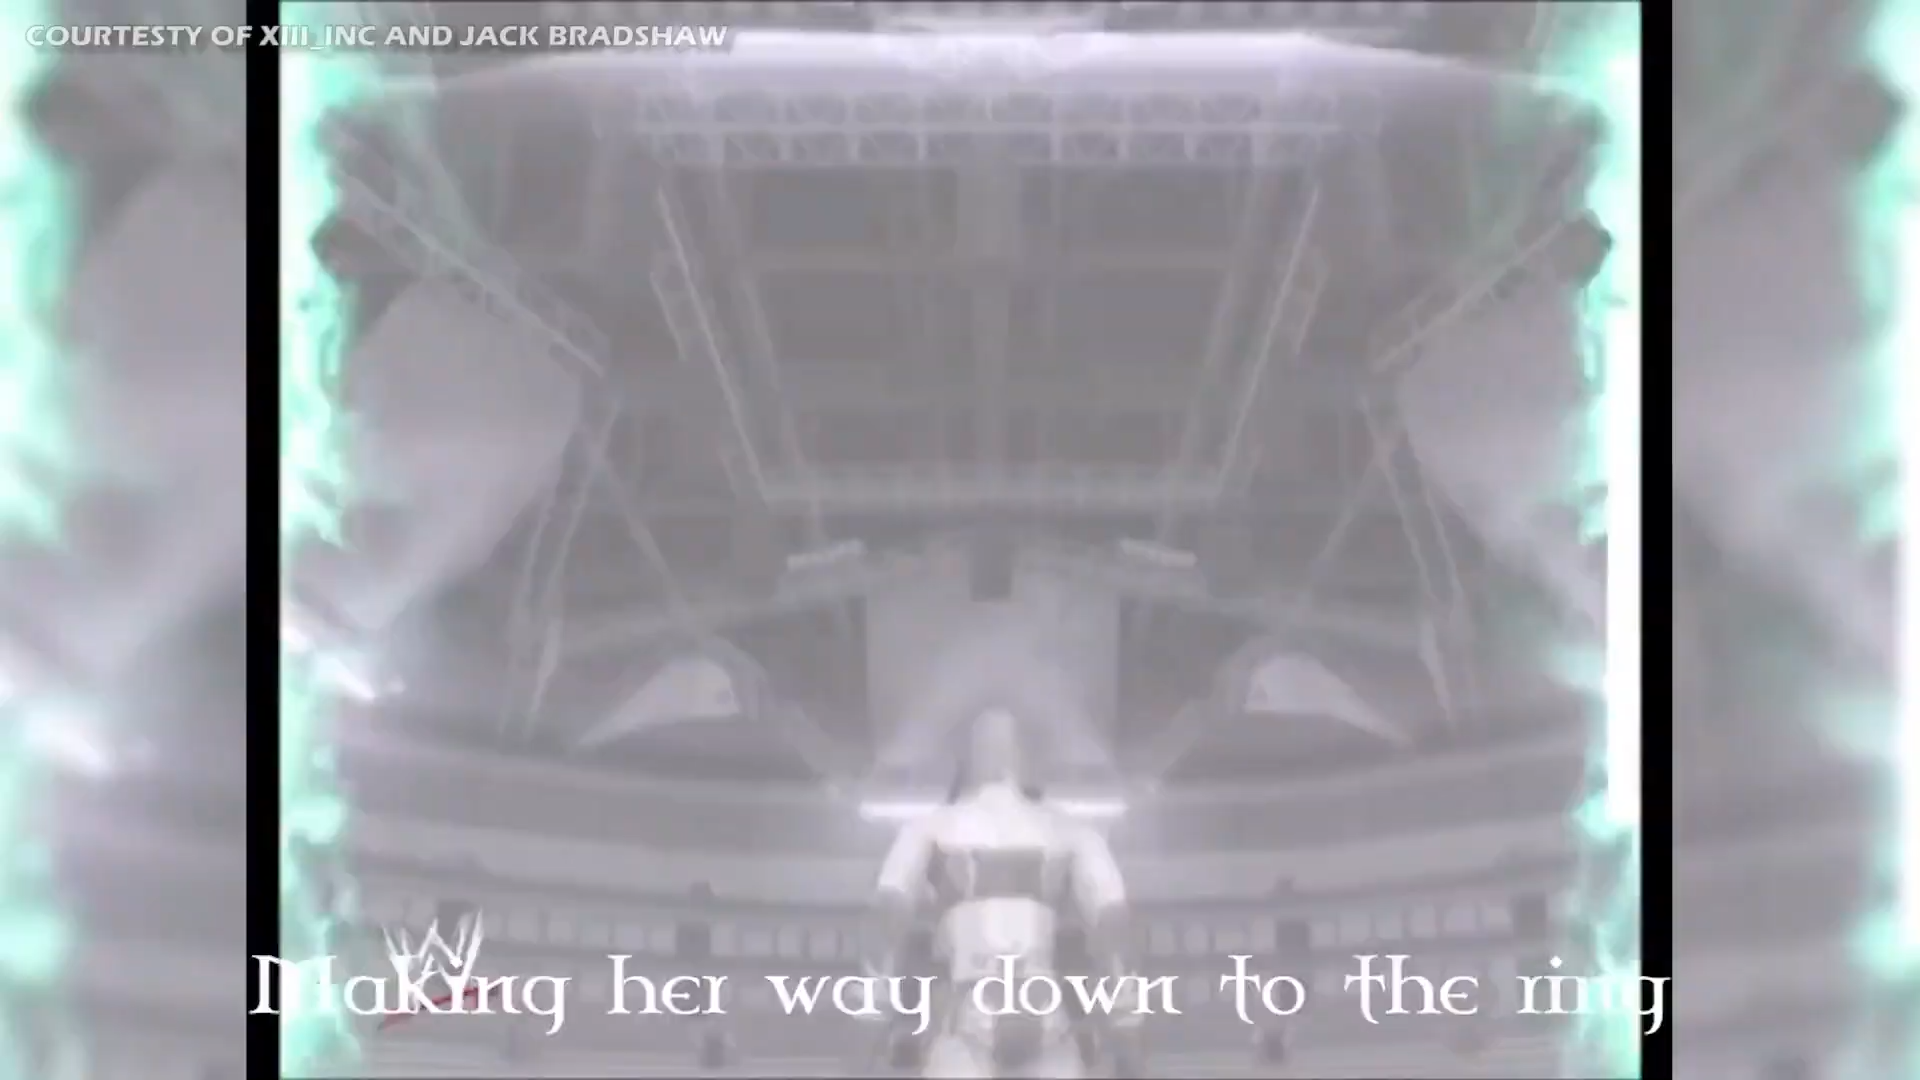 COURTESTY OF XIII_INC AND JACK BRADSHAW
W
Making her way down to the ring